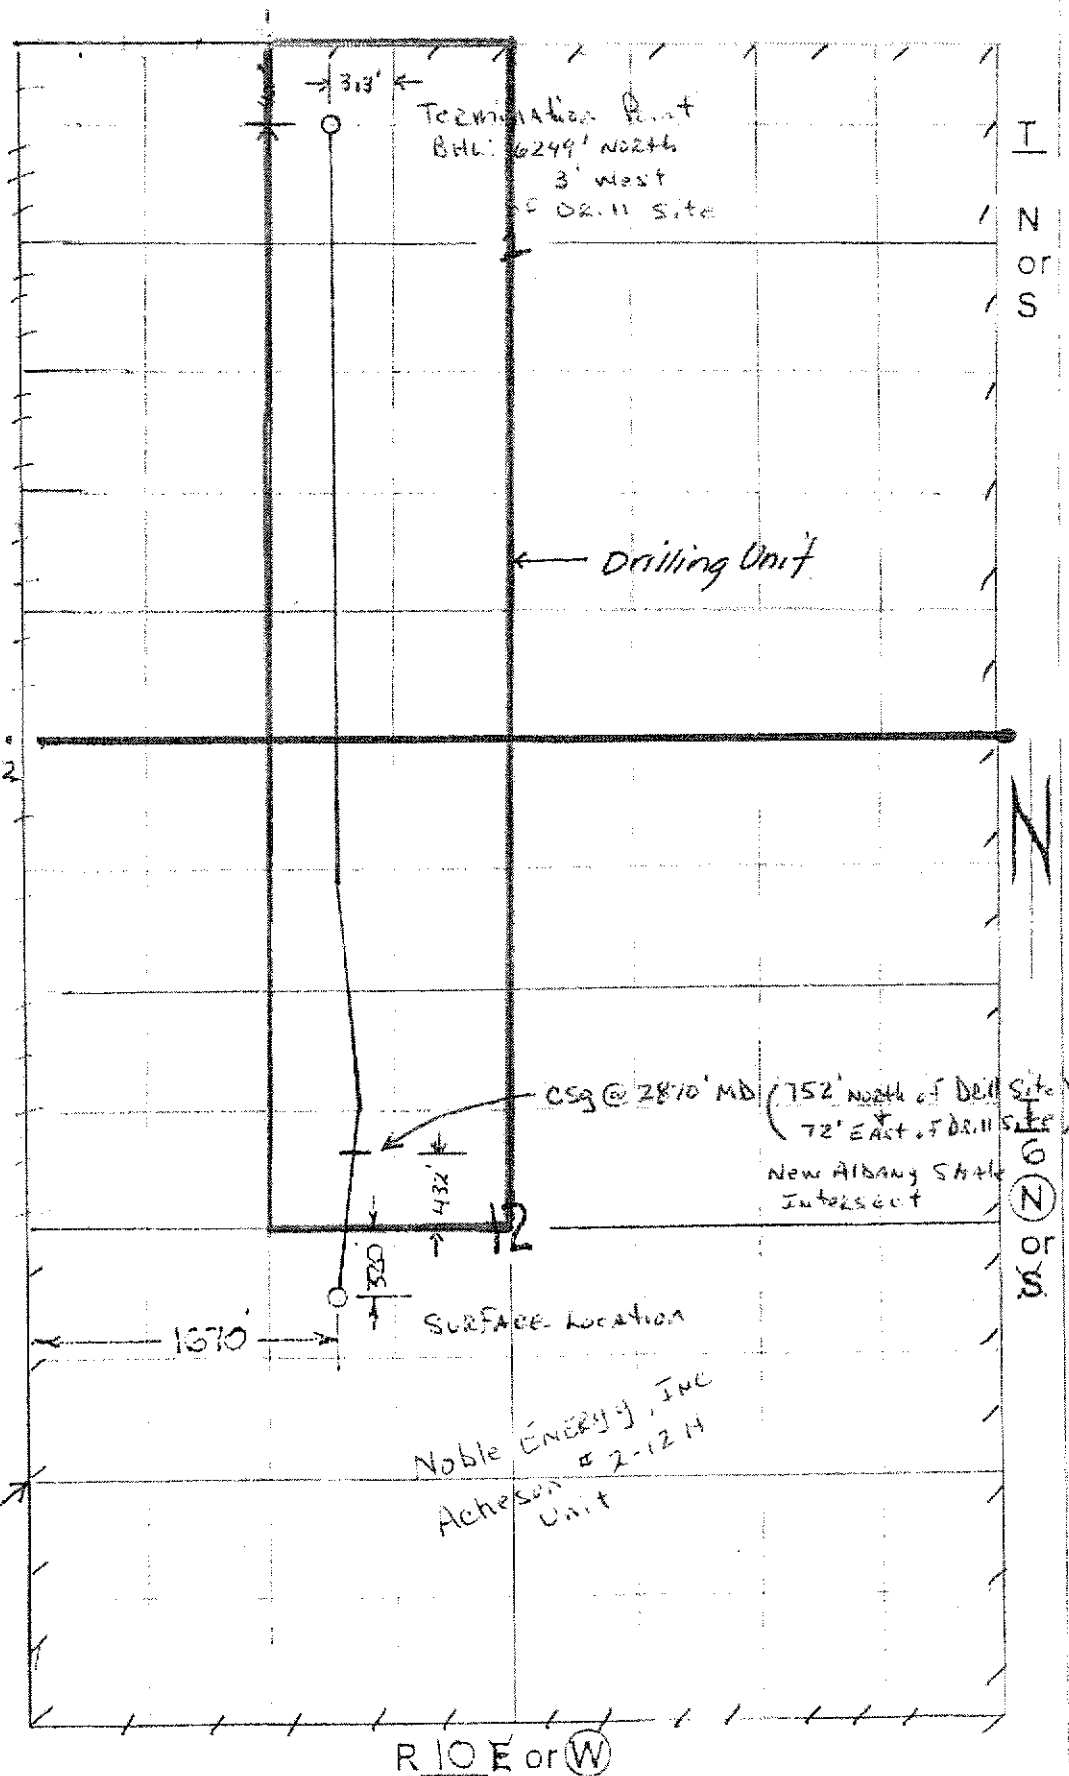 Termination Point
BHL: 6249' North
3' West
of Drill Site
T
N
or
S
Drilling Unit
2
N
Csg @ 2870' MD (752' North of Drill Site
72' East of Drill Site)
New Albany Shale
Intersect
432'
12
T
6
N
or
S
320'
1670'
Surface Location
Noble Energy, Inc
Acheson # 2-12 H
Unit
R 10 E or W